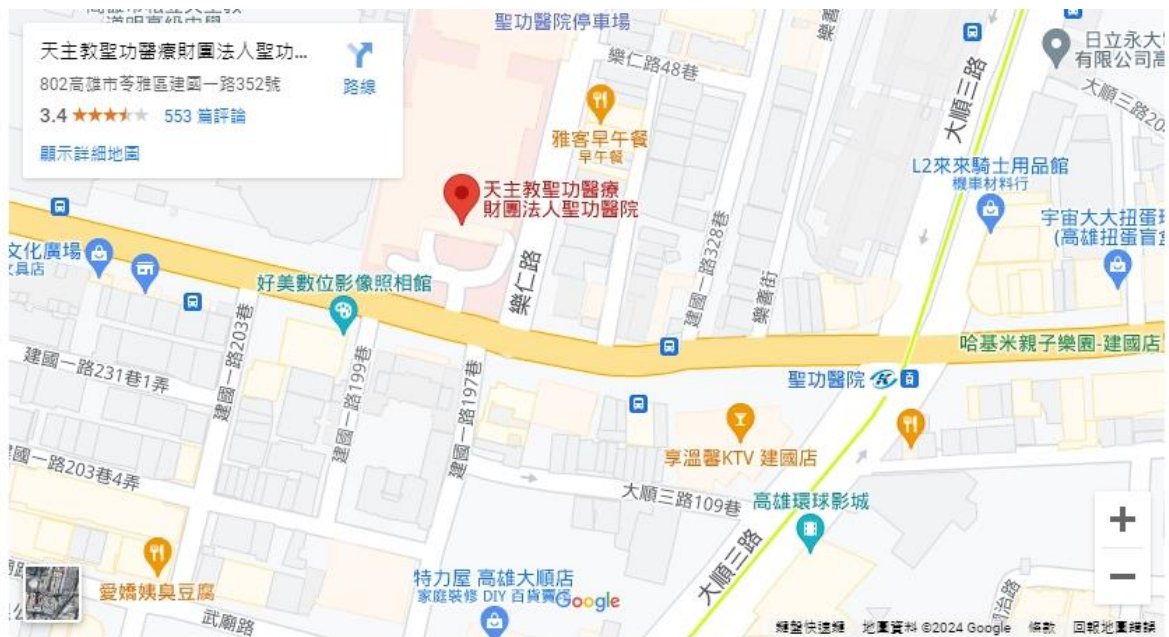 天主教聖功醫療財團法人聖功...
802高雄市苓雅區建國一路352號
3.4
553 篇評論
顯示詳細地圖
路線
聖功醫院停車場
樂仁路48巷
大順三路
日立永大
有限公司高
雅客早午餐
早午餐
L2來來騎士用品館
機車材料行
天主教聖功醫療
財團法人聖功醫院
宇宙大大扭蛋
(高雄扭蛋盲
文化廣場
好美數位影像照相館
樂仁路
建國一路328巷
樂善街
哈基米親子樂園-建國店
建國一路231巷1弄
建國一路203巷
建國一路199巷
建國一路197巷
聖功醫院
享溫馨KTV 建國店
建國一路203巷4弄
大順三路109巷
高雄環球影城
大順三路
愛嬌姨臭豆腐
特力屋 高雄大順店
家庭裝修 DIY 百貨賣場
Google
武廟路
鍵盤快速鍵 地圖資料 ©2024 Google 條款 回報地圖錯誤